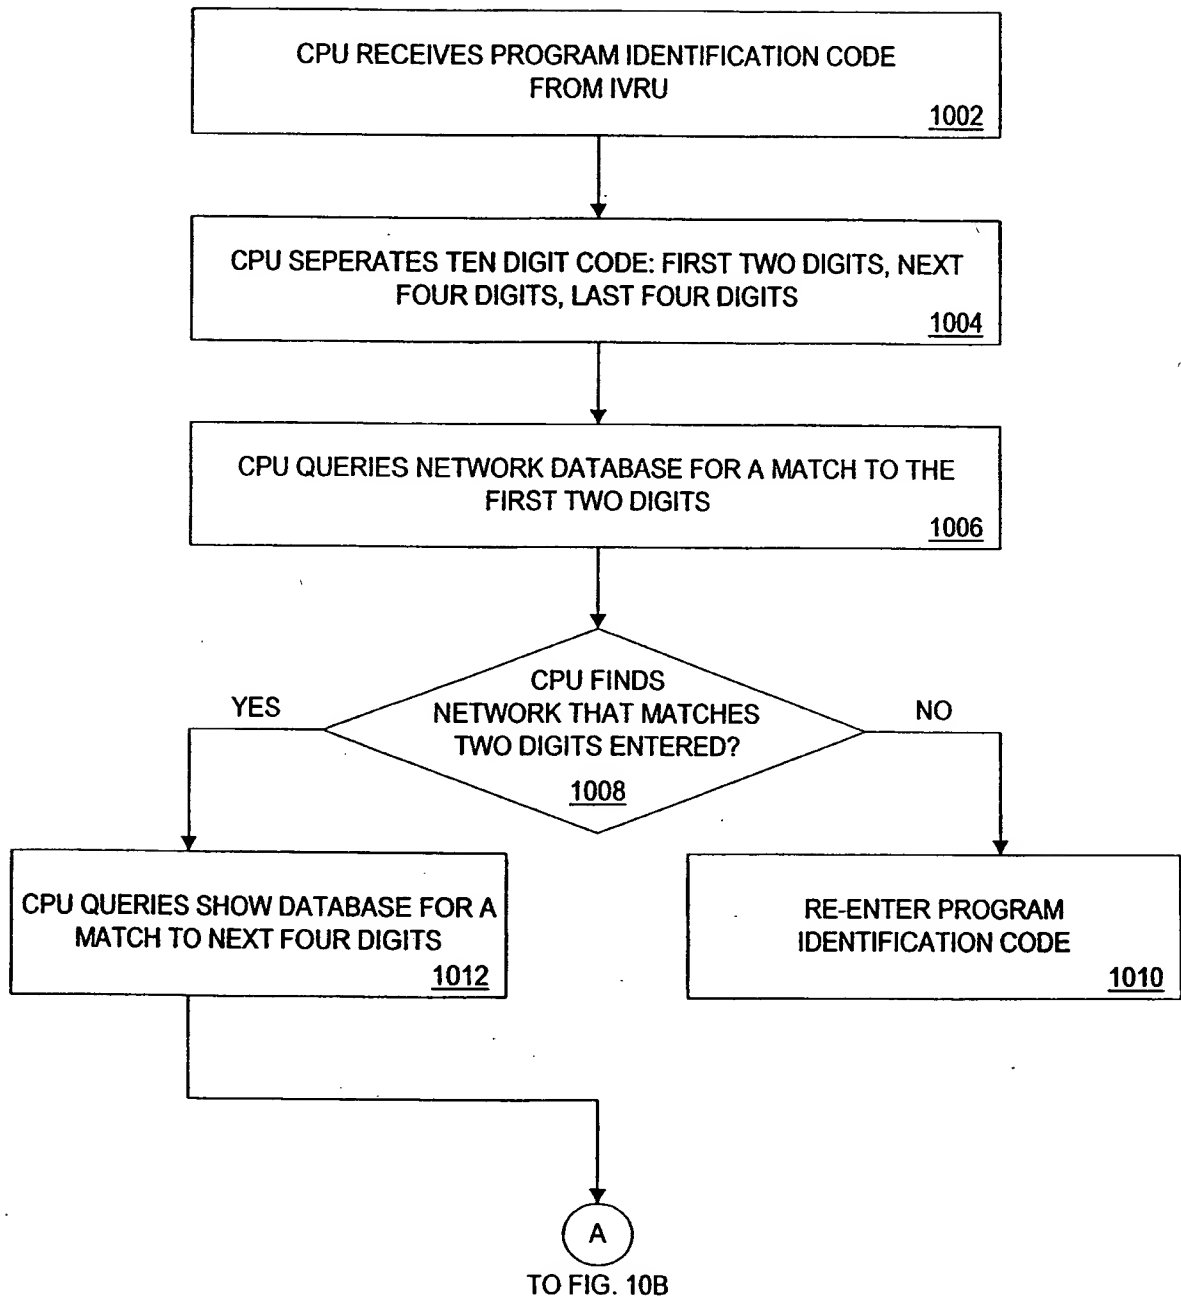 CPU RECEIVES PROGRAM IDENTIFICATION CODE
FROM IVRU
1002
CPU SEPERATES TEN DIGIT CODE: FIRST TWO DIGITS, NEXT
FOUR DIGITS, LAST FOUR DIGITS
1004
CPU QUERIES NETWORK DATABASE FOR A MATCH TO THE
FIRST TWO DIGITS
1006
CPU FINDS
NETWORK THAT MATCHES
TWO DIGITS ENTERED?
1008
YES
NO
CPU QUERIES SHOW DATABASE FOR A
MATCH TO NEXT FOUR DIGITS
1012
RE-ENTER PROGRAM
IDENTIFICATION CODE
1010
A
TO FIG. 10B